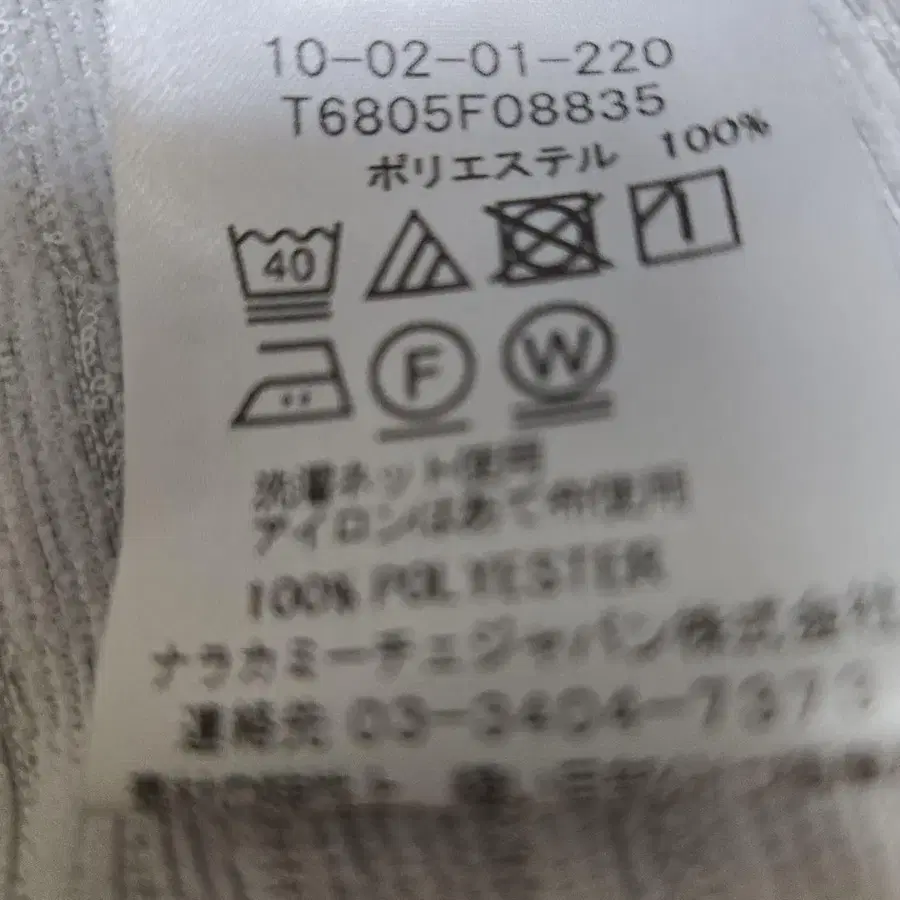 10-02-01-220
T6805F08835
ポリエステル 100%
40
F W
洗濯ネット使用
アイロンはあて布使用
100% POLYESTER
ナラカミーチェジャパン株式会社
連絡先 03-3404-7373